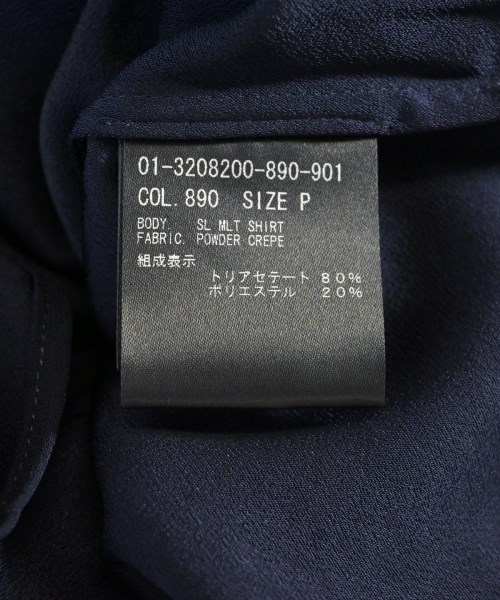 01-3208200-890-901
COL. 890 SIZE P
BODY. SL MLT SHIRT
FABRIC. POWDER CREPE
組成表示
トリアセテート 80%
ポリエステル 20%